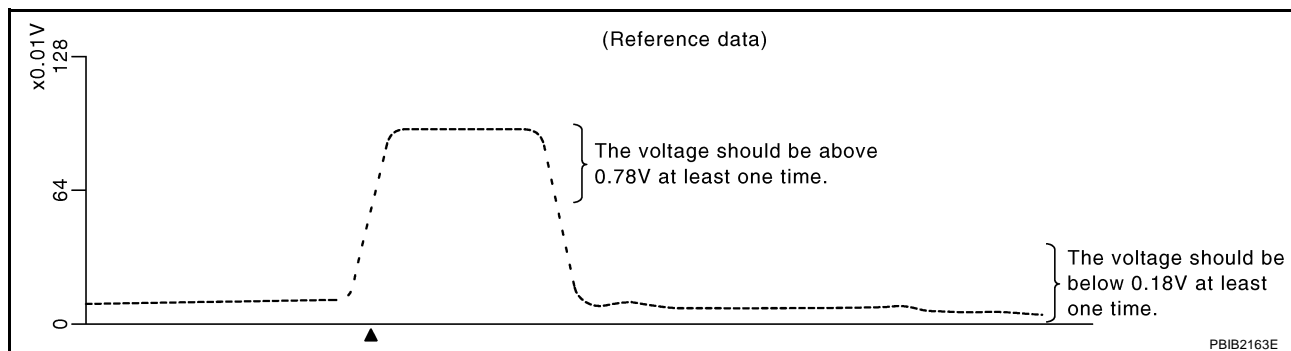 (Reference data)
x0.01V
128
64
0
The voltage should be above
0.78V at least one time.
The voltage should be
below 0.18V at least
one time.
PBIB2163E